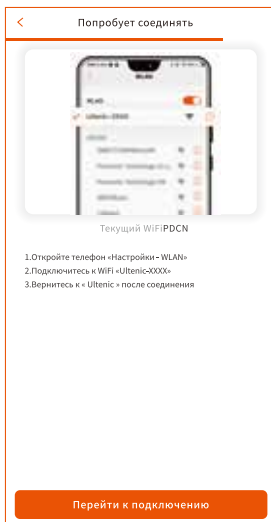 Попробует соединять
WLAN
WLAN
Ultenic-XXXX
Текущий WiFiPDCN
1.Откройте телефон «Настройки- WLAN»
2.Подключитесь к WiFi «Ultenic-XXXX»
3.Вернитесь к « Ultenic » после соединения
Перейти к подключению